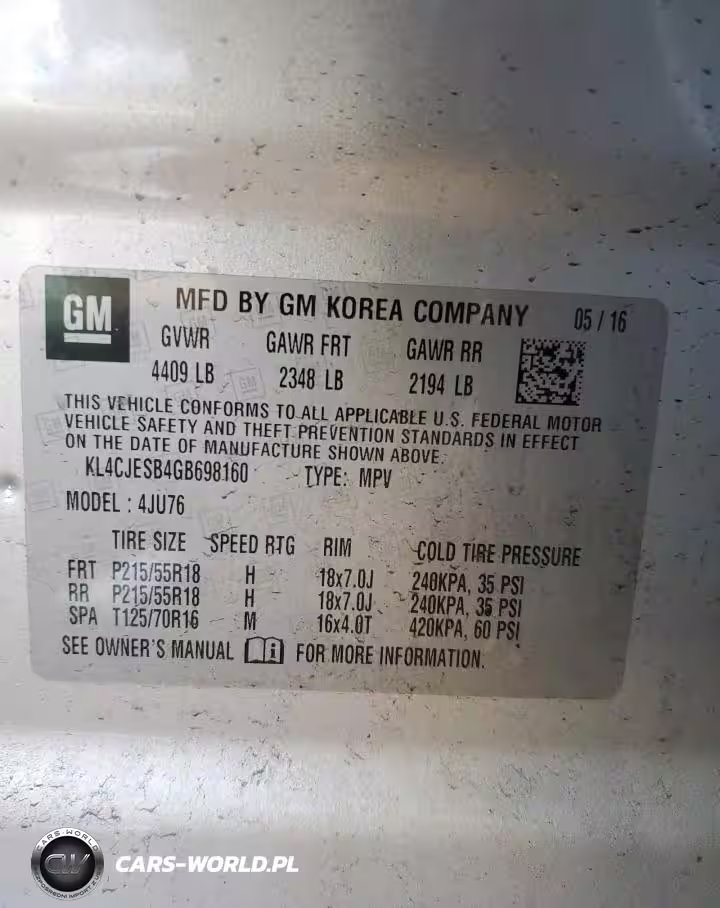 GM
MFD BY GM KOREA COMPANY 05 / 16
GVWR GAWR FRT GAWR RR
4409 LB 2348 LB 2194 LB
THIS VEHICLE CONFORMS TO ALL APPLICABLE U.S. FEDERAL MOTOR
VEHICLE SAFETY AND THEFT PREVENTION STANDARDS IN EFFECT
ON THE DATE OF MANUFACTURE SHOWN ABOVE.
KL4CJESB4GB698160 TYPE: MPV
MODEL : 4JU76
TIRE SIZE SPEED RTG RIM COLD TIRE PRESSURE
FRT P215/55R18 H 18x7.0J 240KPA, 35 PSI
RR P215/55R18 H 18x7.0J 240KPA, 35 PSI
SPA T125/70R16 M 16x4.0T 420KPA, 60 PSI
SEE OWNER'S MANUAL FOR MORE INFORMATION.
CARS-WORLD
CW
CARS-WORLD.PL